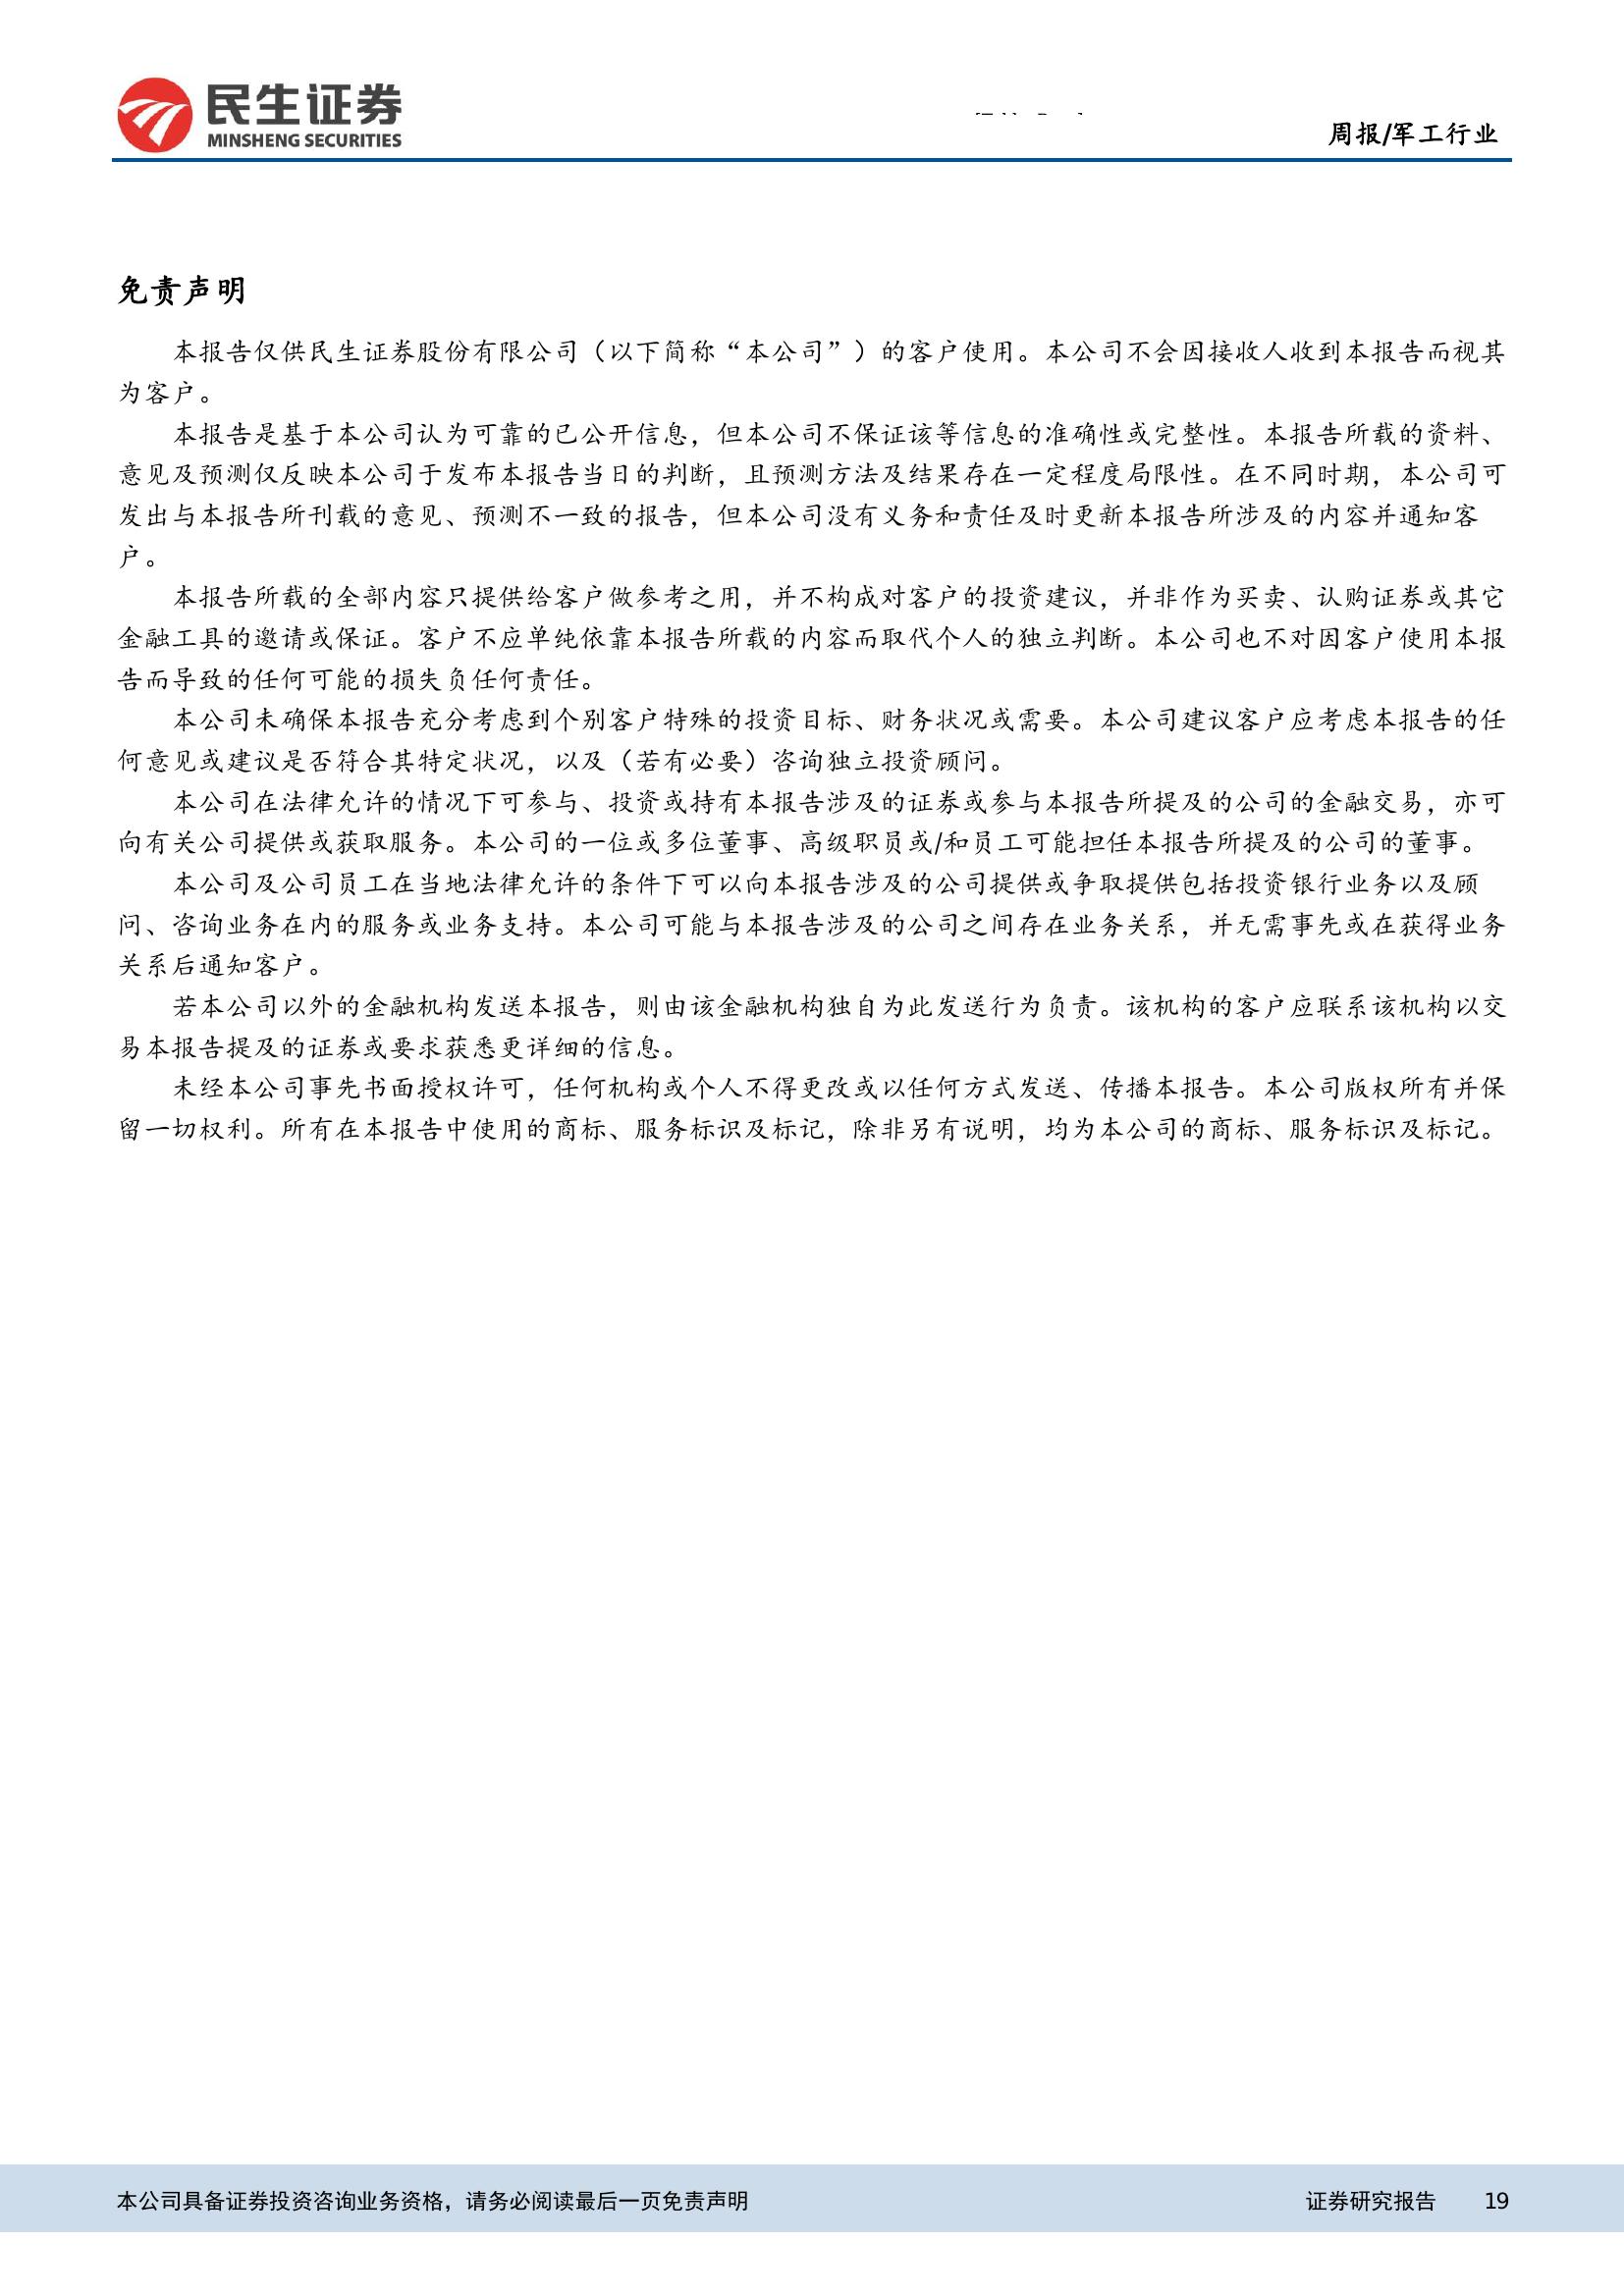 民生证券
MINSHENG SECURITIES
周报/军工行业
免责声明
本报告仅供民生证券股份有限公司（以下简称“本公司”）的客户使用。本公司不会因接收人收到本报告而视其
为客户。
本报告是基于本公司认为可靠的已公开信息，但本公司不保证该等信息的准确性或完整性。本报告所载的资料、
意见及预测仅反映本公司于发布本报告当日的判断，且预测方法及结果存在一定程度局限性。在不同时期，本公司可
发出与本报告所刊载的意见、预测不一致的报告，但本公司没有义务和责任及时更新本报告所涉及的内容并通知客
户。
本报告所载的全部内容只提供给客户做参考之用，并不构成对客户的投资建议，并非作为买卖、认购证券或其它
金融工具的邀请或保证。客户不应单纯依靠本报告所载的内容而取代个人的独立判断。本公司也不对因客户使用本报
告而导致的任何可能的损失负任何责任。
本公司未确保本报告充分考虑到个别客户特殊的投资目标、财务状况或需要。本公司建议客户应考虑本报告的任
何意见或建议是否符合其特定状况，以及（若有必要）咨询独立投资顾问。
本公司在法律允许的情况下可参与、投资或持有本报告涉及的证券或参与本报告所提及的公司的金融交易，亦可
向有关公司提供或获取服务。本公司的一位或多位董事、高级职员或/和员工可能担任本报告所提及的公司的董事。
本公司及公司员工在当地法律允许的条件下可以向本报告涉及的公司提供或争取提供包括投资银行业务以及顾
问、咨询业务在内的服务或业务支持。本公司可能与本报告涉及的公司之间存在业务关系，并无需事先或在获得业务
关系后通知客户。
若本公司以外的金融机构发送本报告，则由该金融机构独自为此发送行为负责。该机构的客户应联系该机构以交
易本报告提及的证券或要求获悉更详细的信息。
未经本公司事先书面授权许可，任何机构或个人不得更改或以任何方式发送、传播本报告。本公司版权所有并保
留一切权利。所有在本报告中使用的商标、服务标识及标记，除非另有说明，均为本公司的商标、服务标识及标记。
本公司具备证券投资咨询业务资格，请务必阅读最后一页免责声明
证券研究报告 19